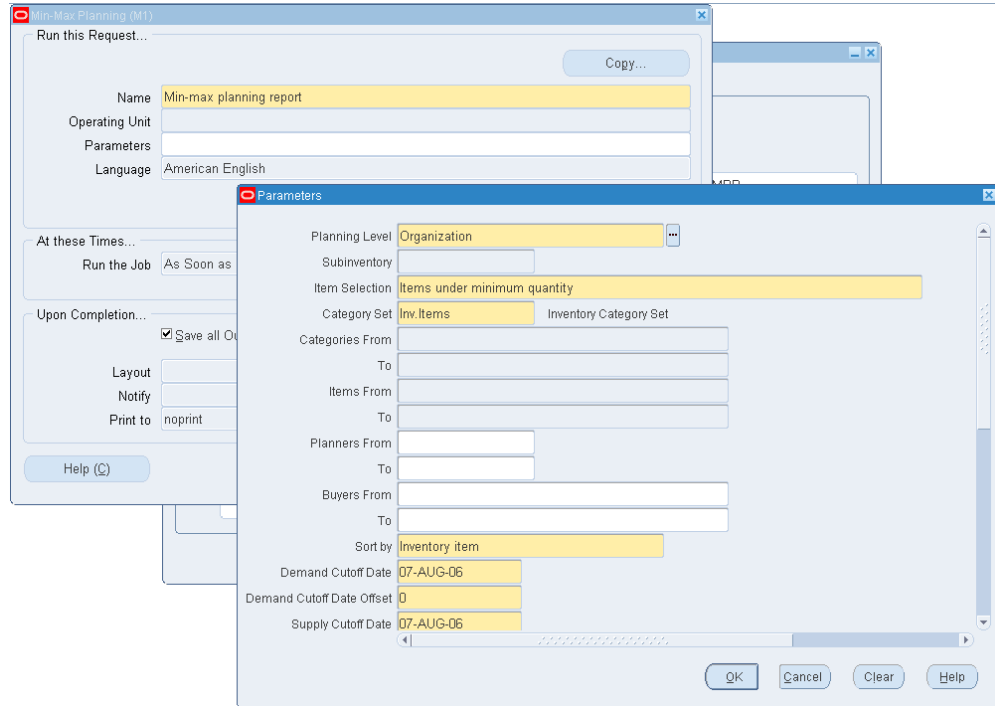 Min-Max Planning (M1)
Run this Request...
Copy...
Name Min-max planning report
Operating Unit
Parameters
Language American English
At these Times...
Run the Job As Soon as
Upon Completion...
Save all Ou
Layout
Notify
Print to noprint
Help (C)
MRP
Parameters
Planning Level Organization ...
Subinventory
Item Selection Items under minimum quantity
Category Set Inv.Items Inventory Category Set
Categories From
To
Items From
To
Planners From
To
Buyers From
To
Sort by Inventory item
Demand Cutoff Date 07-AUG-06
Demand Cutoff Date Offset 0
Supply Cutoff Date 07-AUG-06
OK Cancel Clear Help